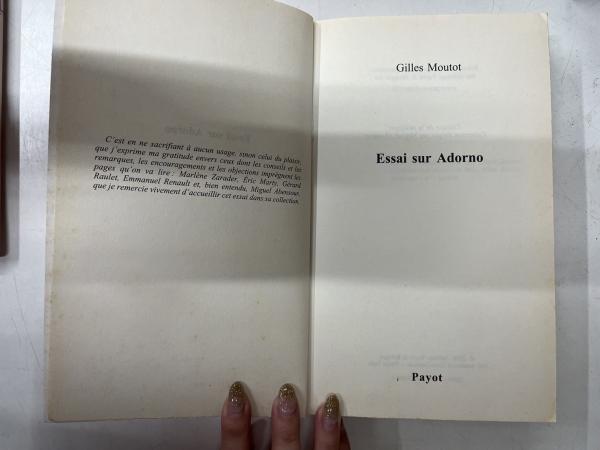 C'est en ne sacrifiant à aucun usage, sinon celui du plaisir,
que j'exprime ma gratitude envers ceux dont les conseils et les
remarques, les encouragements et les objections imprègnent les
pages qu'on va lire : Marlène Zarader, Éric Marty, Gérard
Raulet, Emmanuel Renault et, bien entendu, Miguel Abensour,
que je remercie vivement d'accueillir cet essai dans sa collection.
Gilles Moutot
Essai sur Adorno
Payot